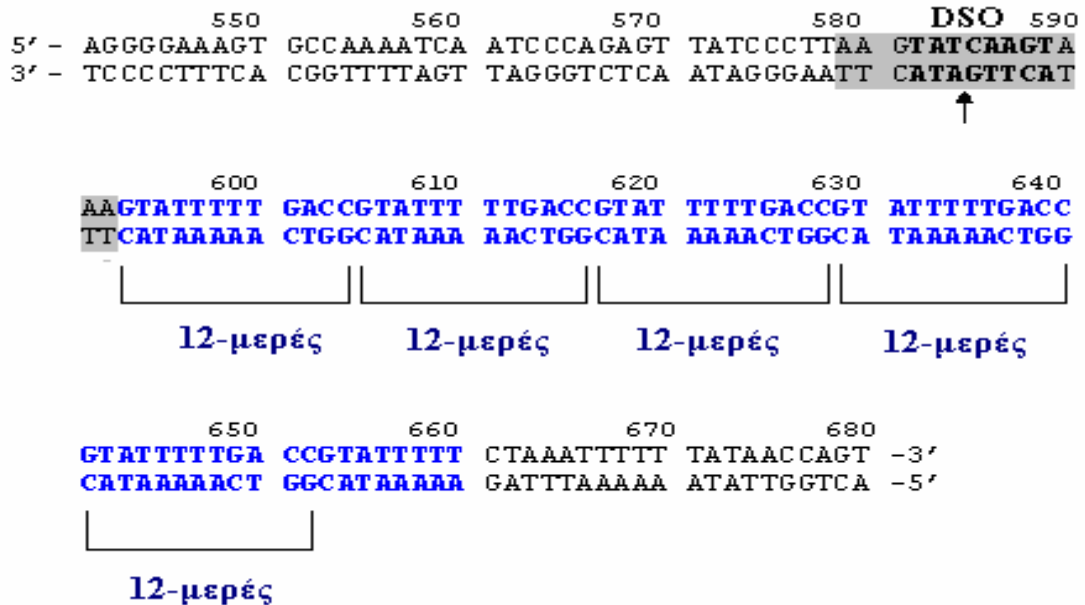 550 560 570 580 DSO 590
5′ - AGGGGAAAGT GCCAAAATCA ATCCCAGAGT TATCCCTTAA GTATCAAGTA
3′ - TCCCCTTTCA CGGTTTTAGT TAGGGTCTCA ATAGGGAATT CATAGTTCAT
600 610 620 630 640
AAGTATTTTT GACCGTATTT TTGACCGTAT TTTTGACCGT ATTTTTGACC
TTCATAAAAA CTGGCATAAA AACTGGCATA AAAACTGGCA TAAAAACTGG
12-μερές 12-μερές 12-μερές 12-μερές
650 660 670 680
GTATTTTTGA CCGTATTTTT CTAAATTTTT TATAACCAGT -3′
CATAAAAACT GGCATAAAAA GATTTAAAAA ATATTGGTCA -5′
12-μερές